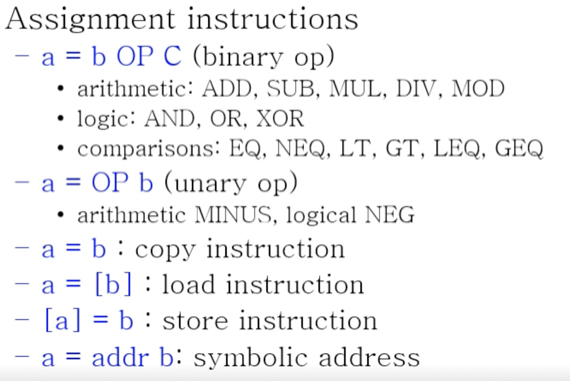 Assignment instructions
– a = b OP C (binary op)
• arithmetic: ADD, SUB, MUL, DIV, MOD
• logic: AND, OR, XOR
• comparisons: EQ, NEQ, LT, GT, LEQ, GEQ
– a = OP b (unary op)
• arithmetic MINUS, logical NEG
– a = b : copy instruction
– a = [b] : load instruction
– [a] = b : store instruction
– a = addr b: symbolic address